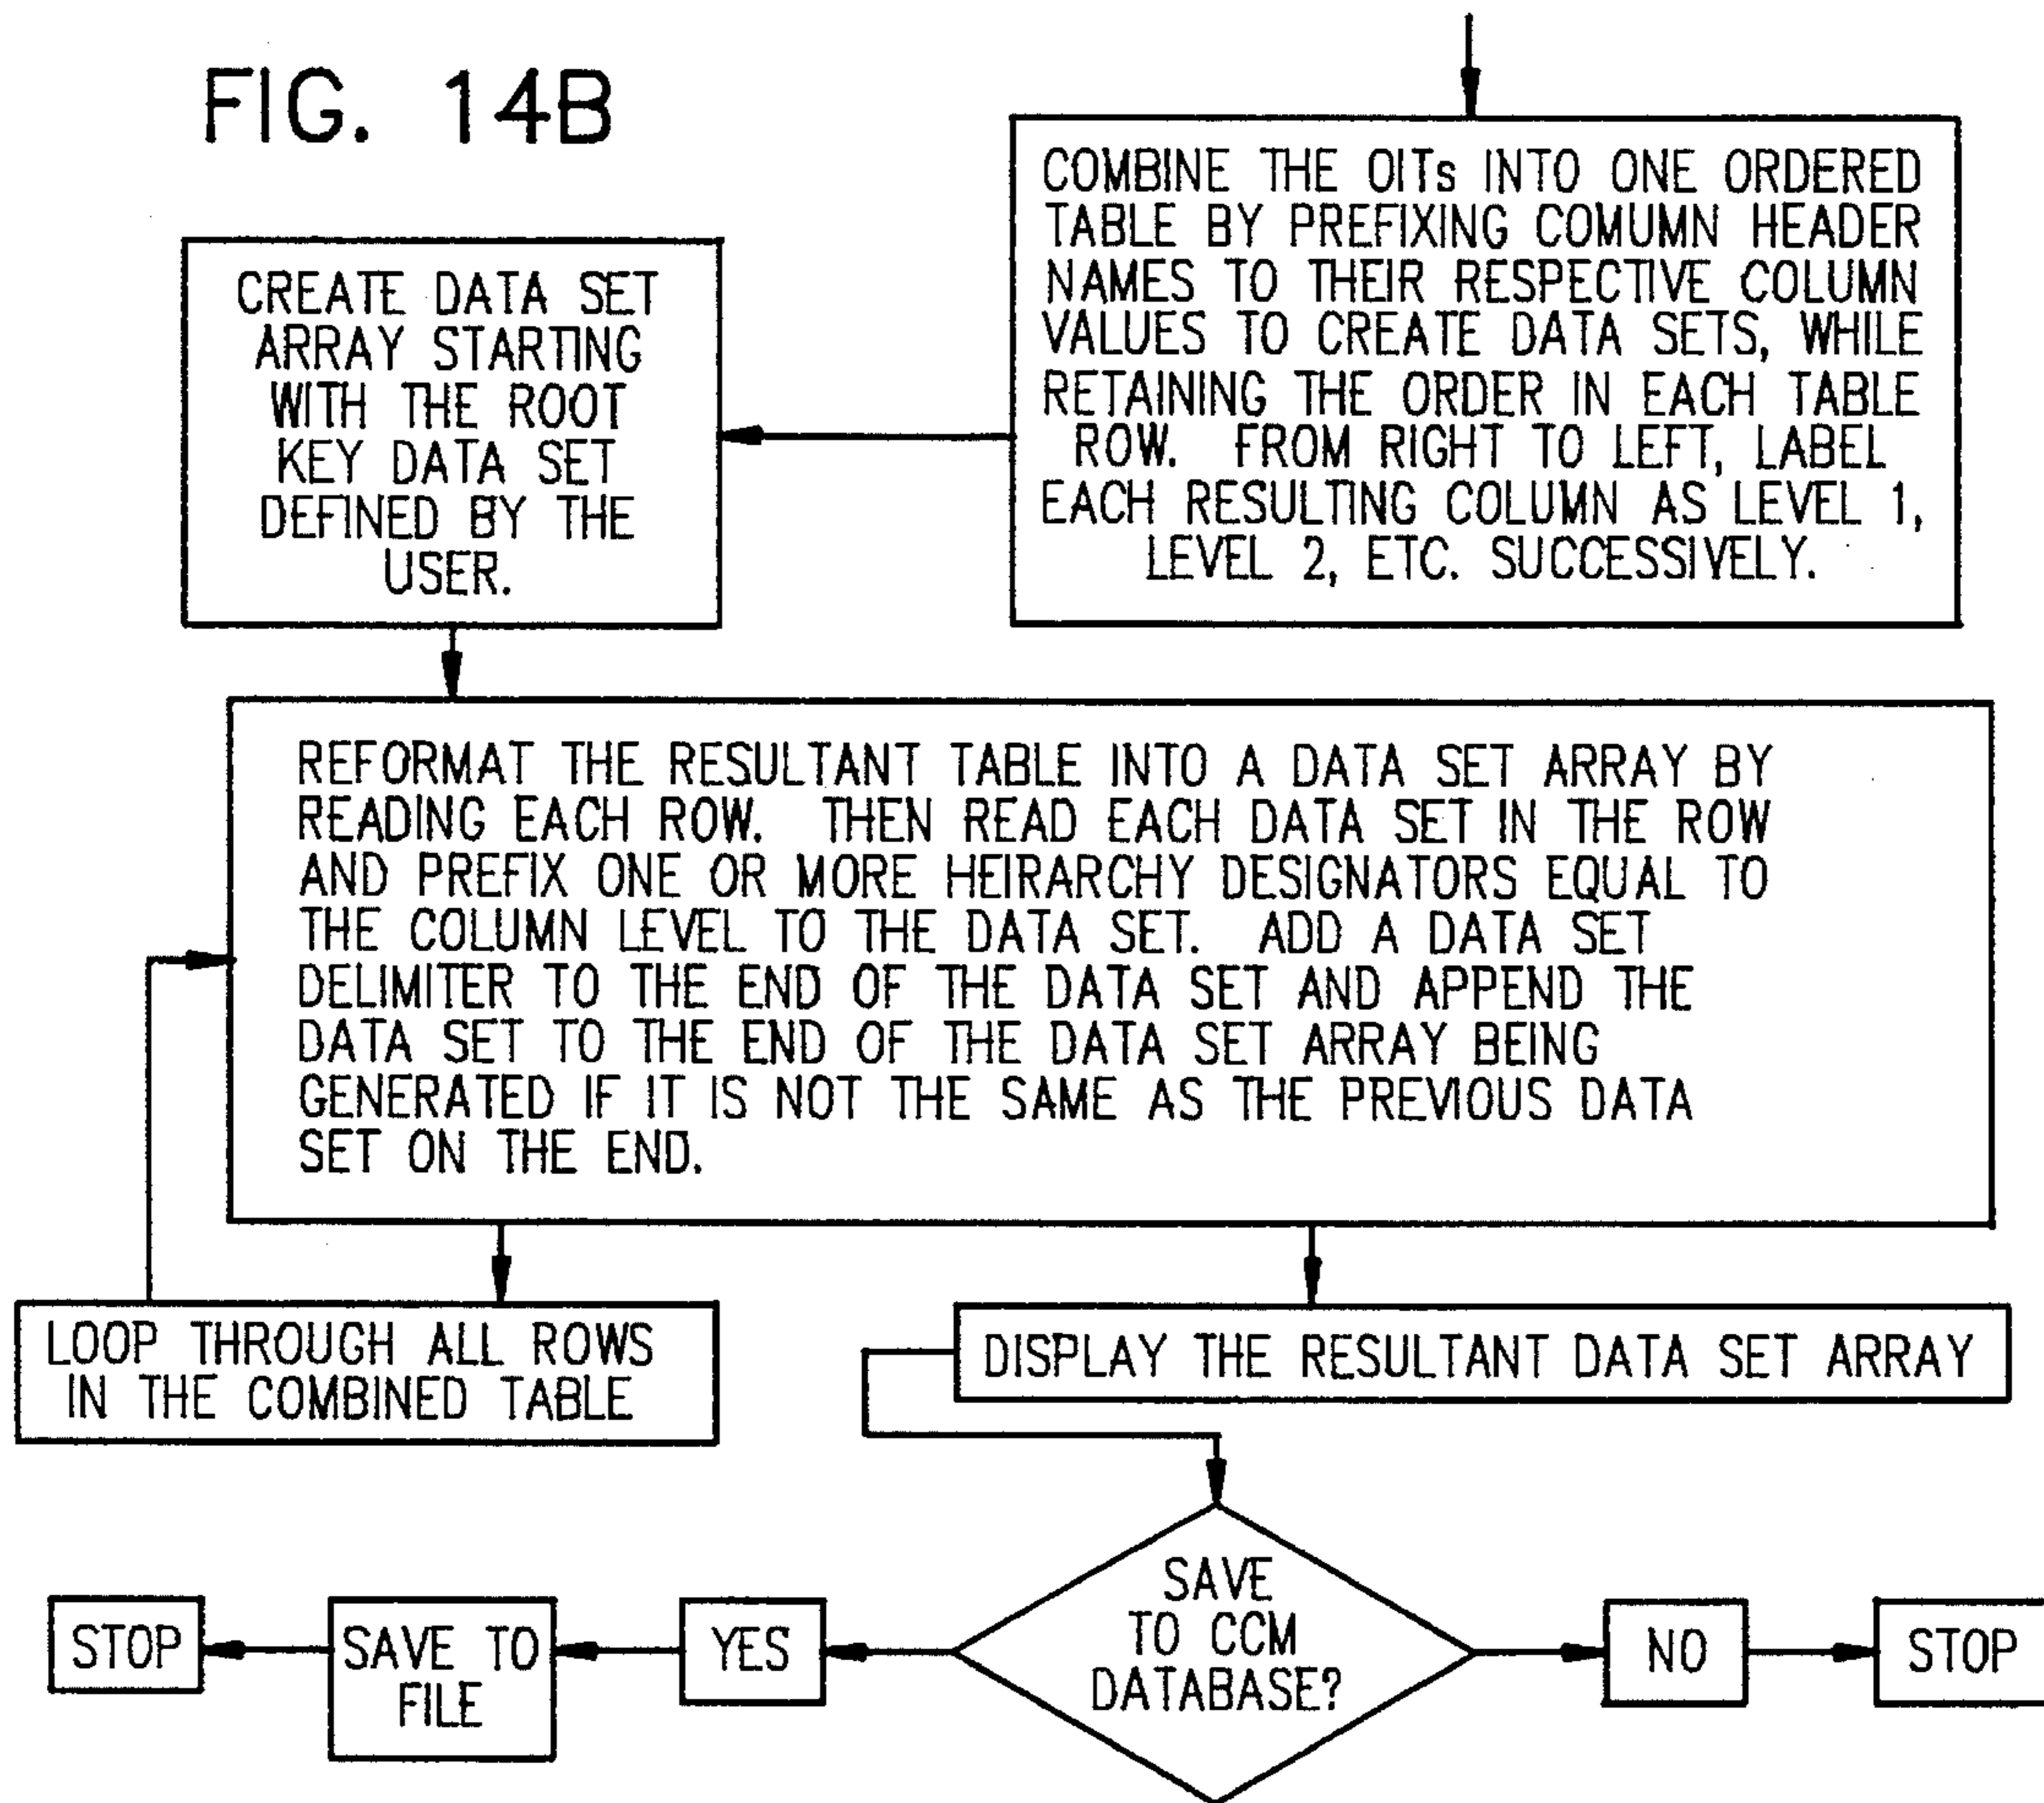 FIG. 14B
COMBINE THE OITs INTO ONE ORDERED
TABLE BY PREFIXING COMUMN HEADER
NAMES TO THEIR RESPECTIVE COLUMN
VALUES TO CREATE DATA SETS, WHILE
RETAINING THE ORDER IN EACH TABLE
ROW. FROM RIGHT TO LEFT, LABEL
EACH RESULTING COLUMN AS LEVEL 1,
LEVEL 2, ETC. SUCCESSIVELY.
CREATE DATA SET
ARRAY STARTING
WITH THE ROOT
KEY DATA SET
DEFINED BY THE
USER.
REFORMAT THE RESULTANT TABLE INTO A DATA SET ARRAY BY
READING EACH ROW. THEN READ EACH DATA SET IN THE ROW
AND PREFIX ONE OR MORE HEIRARCHY DESIGNATORS EQUAL TO
THE COLUMN LEVEL TO THE DATA SET. ADD A DATA SET
DELIMITER TO THE END OF THE DATA SET AND APPEND THE
DATA SET TO THE END OF THE DATA SET ARRAY BEING
GENERATED IF IT IS NOT THE SAME AS THE PREVIOUS DATA
SET ON THE END.
LOOP THROUGH ALL ROWS
IN THE COMBINED TABLE
DISPLAY THE RESULTANT DATA SET ARRAY
SAVE
TO CCM
DATABASE?
YES
SAVE TO
FILE
STOP
NO
STOP